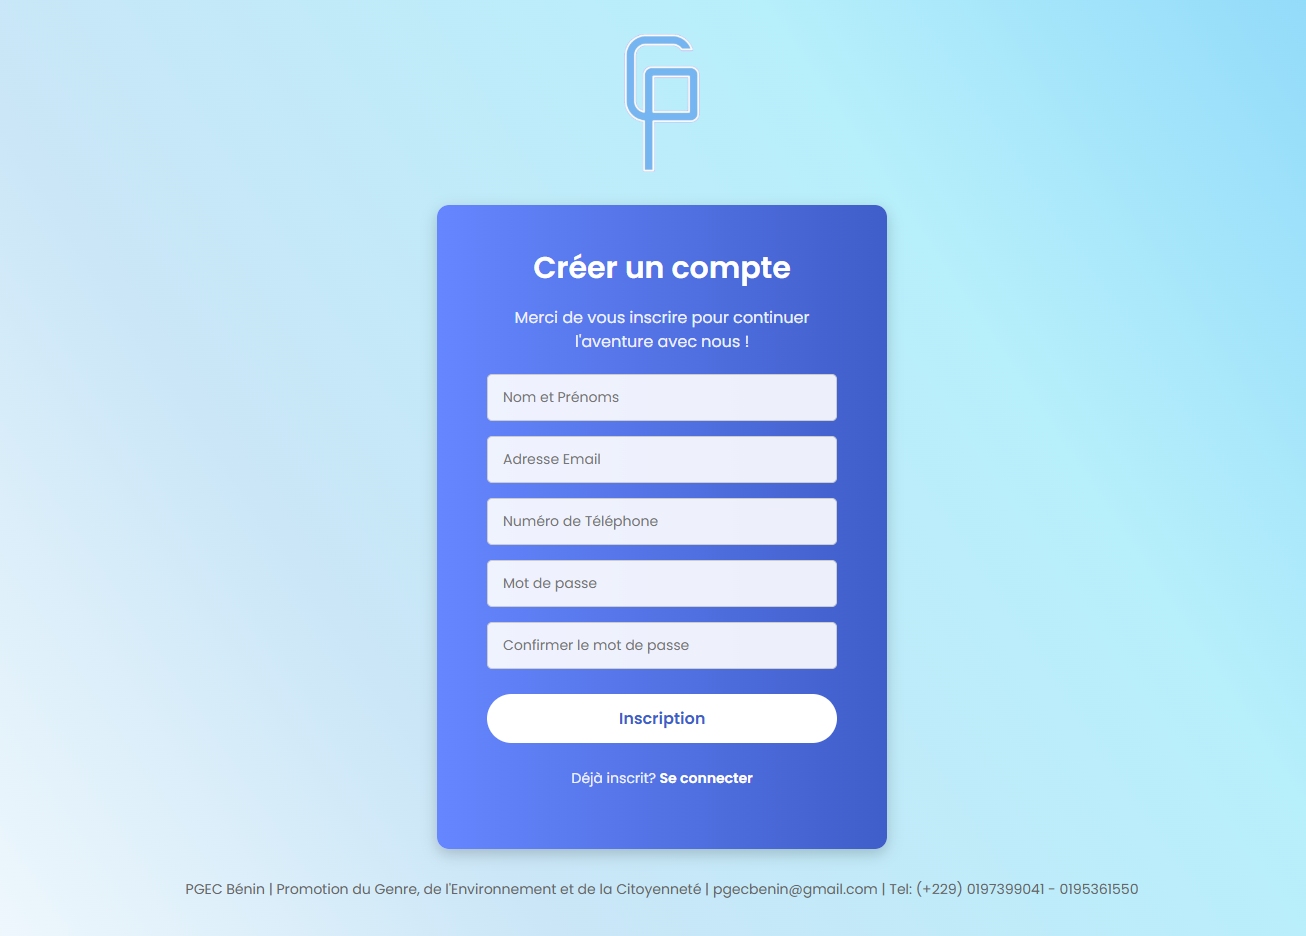 Créer un compte
Merci de vous inscrire pour continuer
l'aventure avec nous !
Nom et Prénoms
Adresse Email
Numéro de Téléphone
Mot de passe
Confirmer le mot de passe
Inscription
Déjà inscrit? Se connecter
PGEC Bénin | Promotion du Genre, de l'Environnement et de la Citoyenneté | pgecbenin@gmail.com | Tel: (+229) 0197399041 - 0195361550